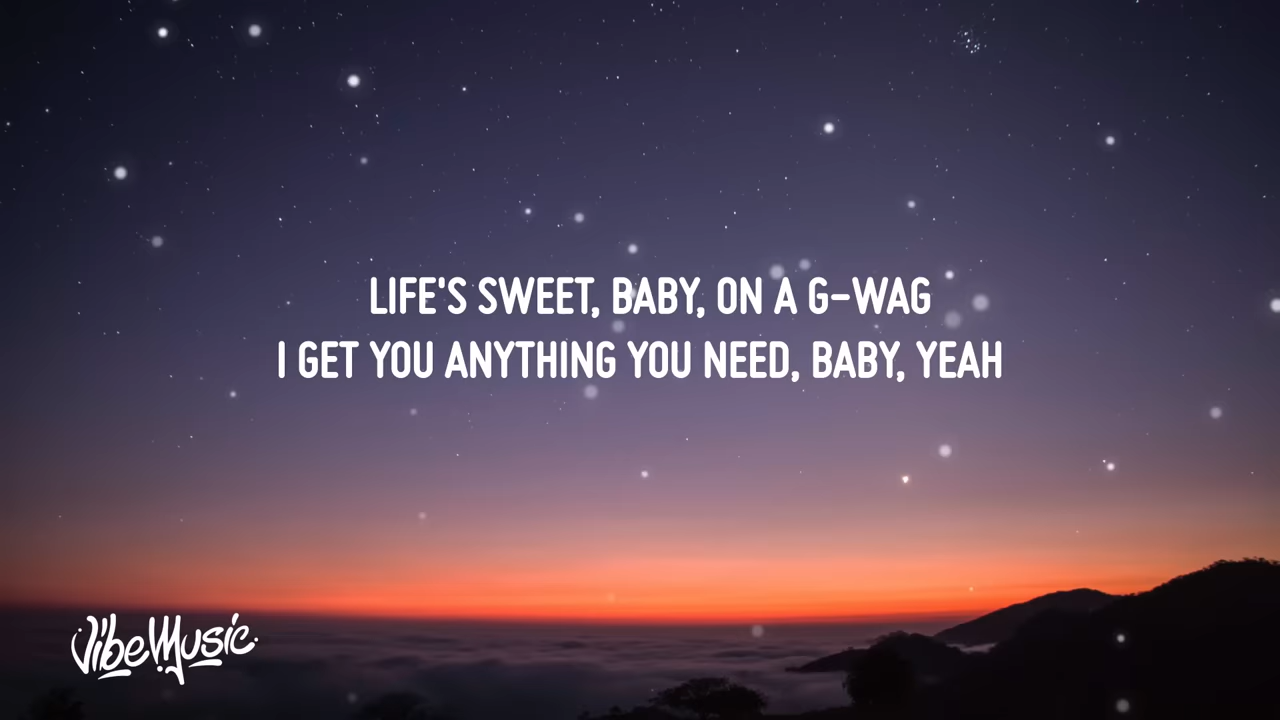 LIFE'S SWEET, BABY, ON A G-WAG
I GET YOU ANYTHING YOU NEED, BABY, YEAH
VibeMusic